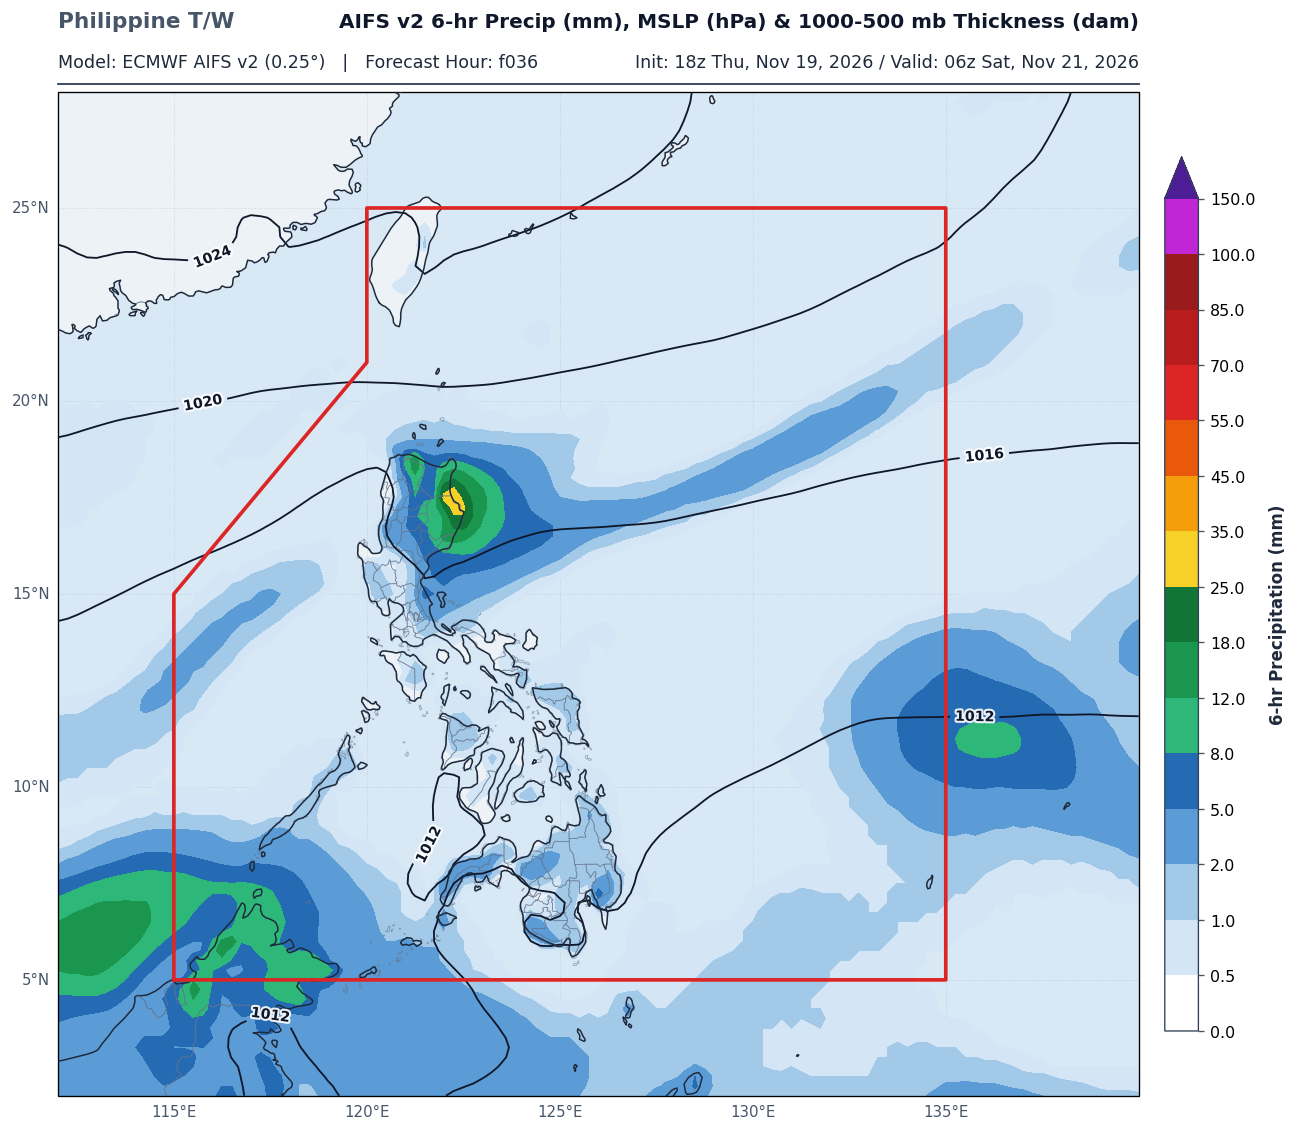 Philippine T/W
AIFS v2 6-hr Precip (mm), MSLP (hPa) & 1000-500 mb Thickness (dam)
Model: ECMWF AIFS v2 (0.25°) | Forecast Hour: f036
Init: 18z Thu, Nov 19, 2026 / Valid: 06z Sat, Nov 21, 2026
25°N
20°N
15°N
10°N
5°N
1024
1020
1016
1012
1012
1012
115°E
120°E
125°E
130°E
135°E
150.0
100.0
85.0
70.0
55.0
45.0
35.0
25.0
18.0
12.0
8.0
5.0
2.0
1.0
0.5
0.0
6-hr Precipitation (mm)